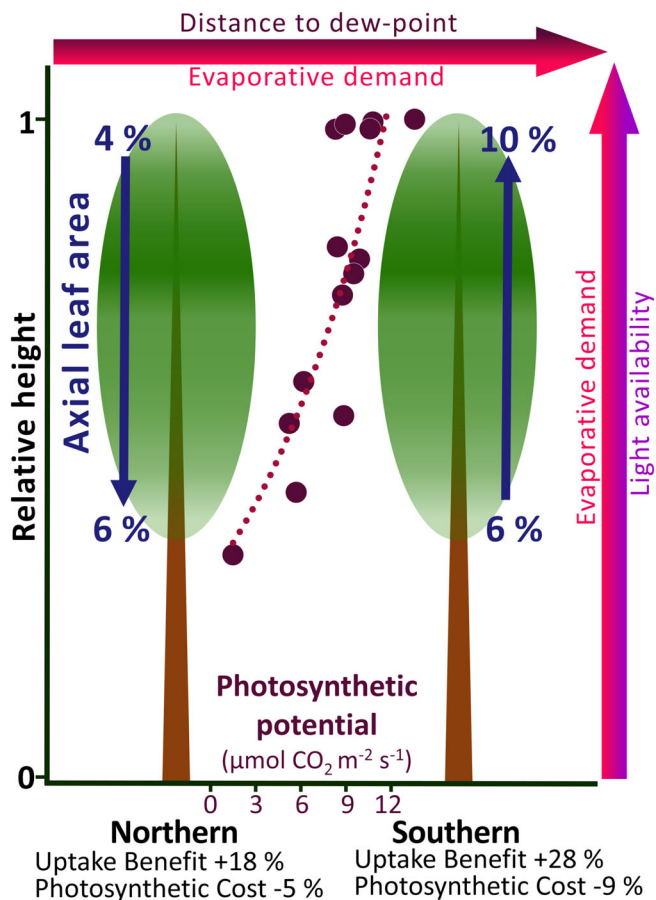 Distance to dew-point
Evaporative demand
1
4 %
10 %
Axial leaf area
Relative height
Evaporative demand
Light availability
6 %
6 %
Photosynthetic
potential
(µmol CO₂ m⁻² s⁻¹)
0
0 3 6 9 12
Northern
Uptake Benefit +18 %
Photosynthetic Cost -5 %
Southern
Uptake Benefit +28 %
Photosynthetic Cost -9 %